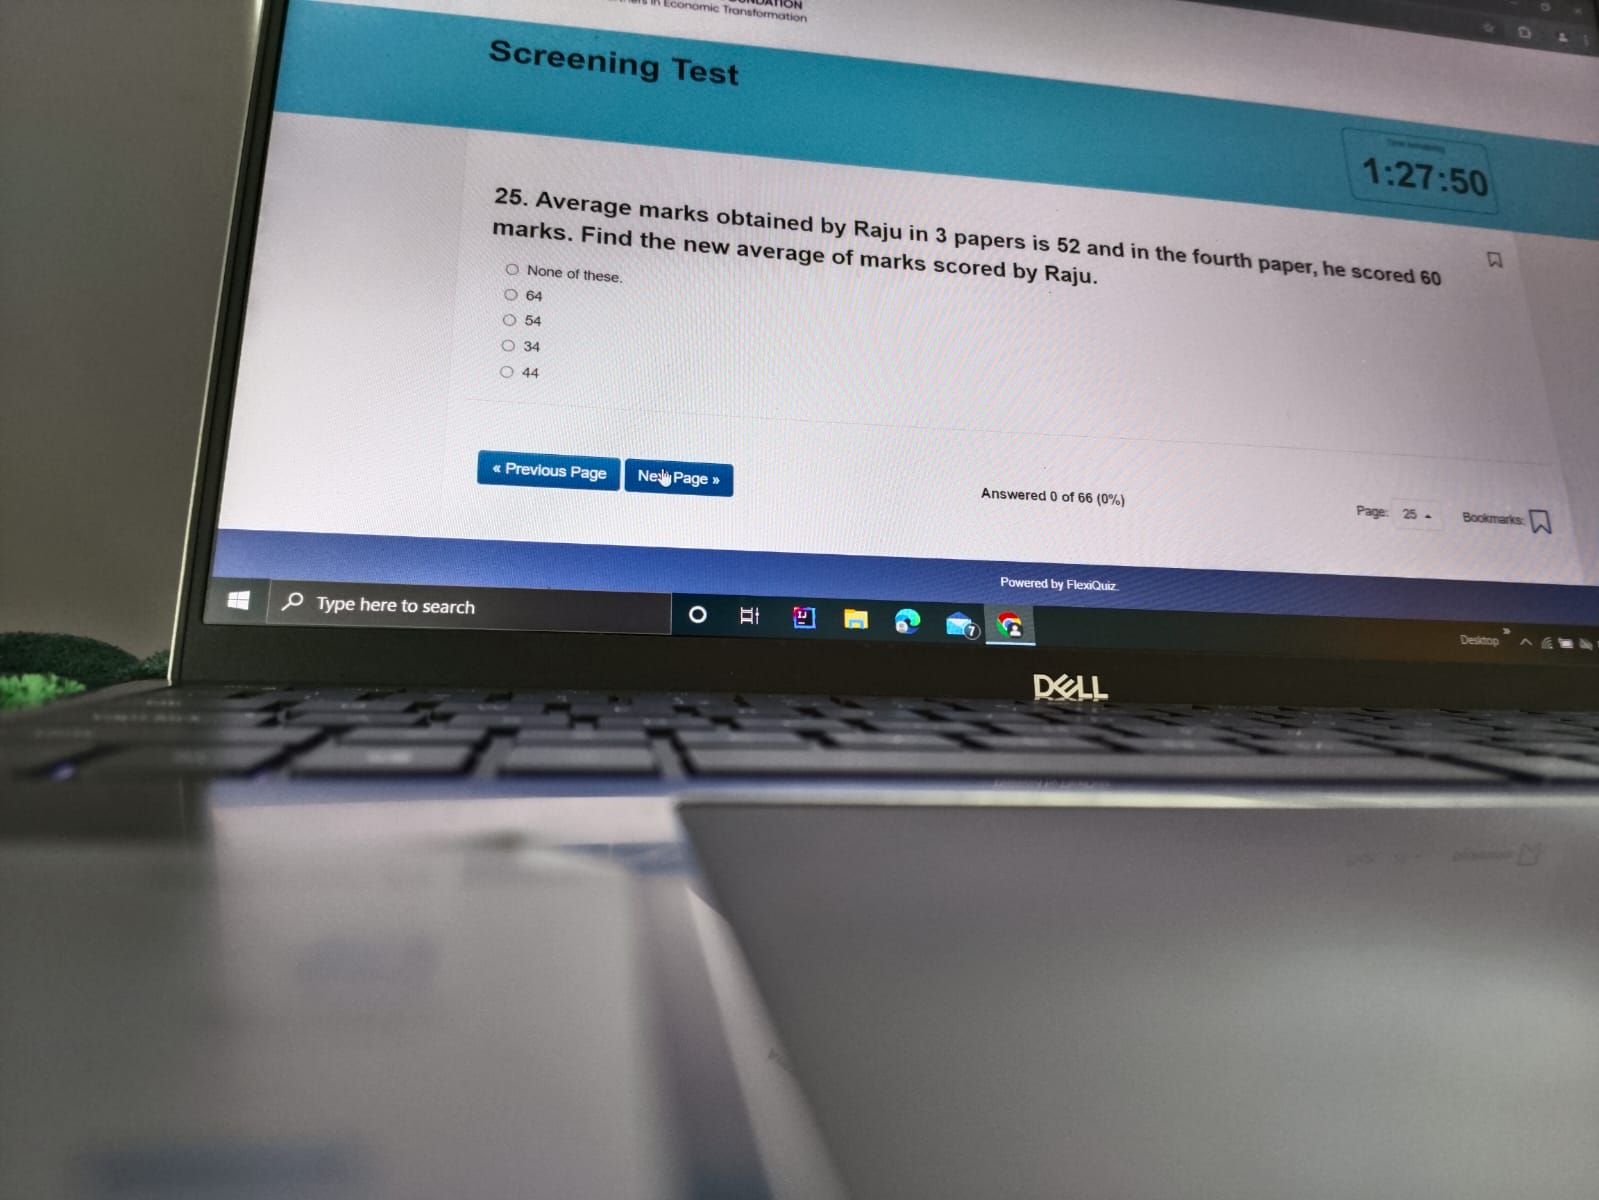 in Economic Transformation
Screening Test
1:27:50
25. Average marks obtained by Raju in 3 papers is 52 and in the fourth paper, he scored 60
marks. Find the new average of marks scored by Raju.
None of these.
64
54
34
44
« Previous Page
Page »
Answered 0 of 66 (0%)
Page: 25
Bookmarks:
Powered by FlexiQuiz.
Type here to search
7
Desktop
DELL